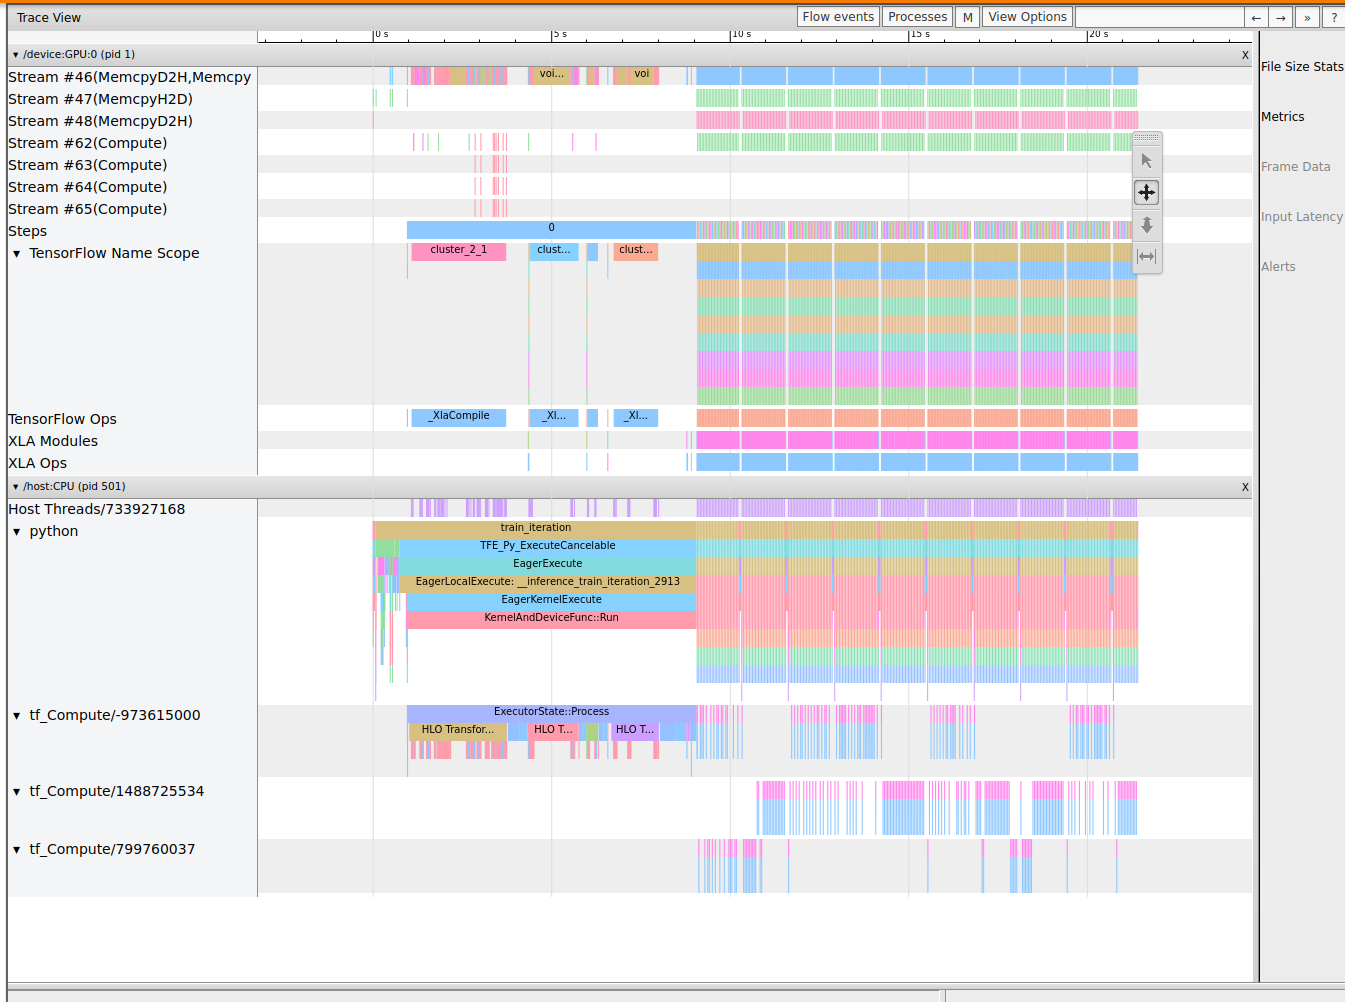 Trace View
Flow events Processes M View Options ← → » ?
0 s 5 s 10 s 15 s 20 s
/device:GPU:0 (pid 1) X
Stream #46(MemcpyD2H,Memcpy voi... voi
Stream #47(MemcpyH2D)
Stream #48(MemcpyD2H)
Stream #62(Compute)
Stream #63(Compute)
Stream #64(Compute)
Stream #65(Compute)
Steps 0
TensorFlow Name Scope cluster_2_1 clust... clust...
TensorFlow Ops _XlaCompile _XI... _XI...
XLA Modules
XLA Ops
/host:CPU (pid 501) X
Host Threads/733927168
python train_iteration
TFE_Py_ExecuteCancelable
EagerExecute
EagerLocalExecute: __inference_train_iteration_2913
EagerKernelExecute
KernelAndDeviceFunc::Run
tf_Compute/-973615000 ExecutorState::Process
HLO Transfor... HLO T... HLO T...
tf_Compute/1488725534
tf_Compute/799760037
File Size Stats
Metrics
Frame Data
Input Latency
Alerts